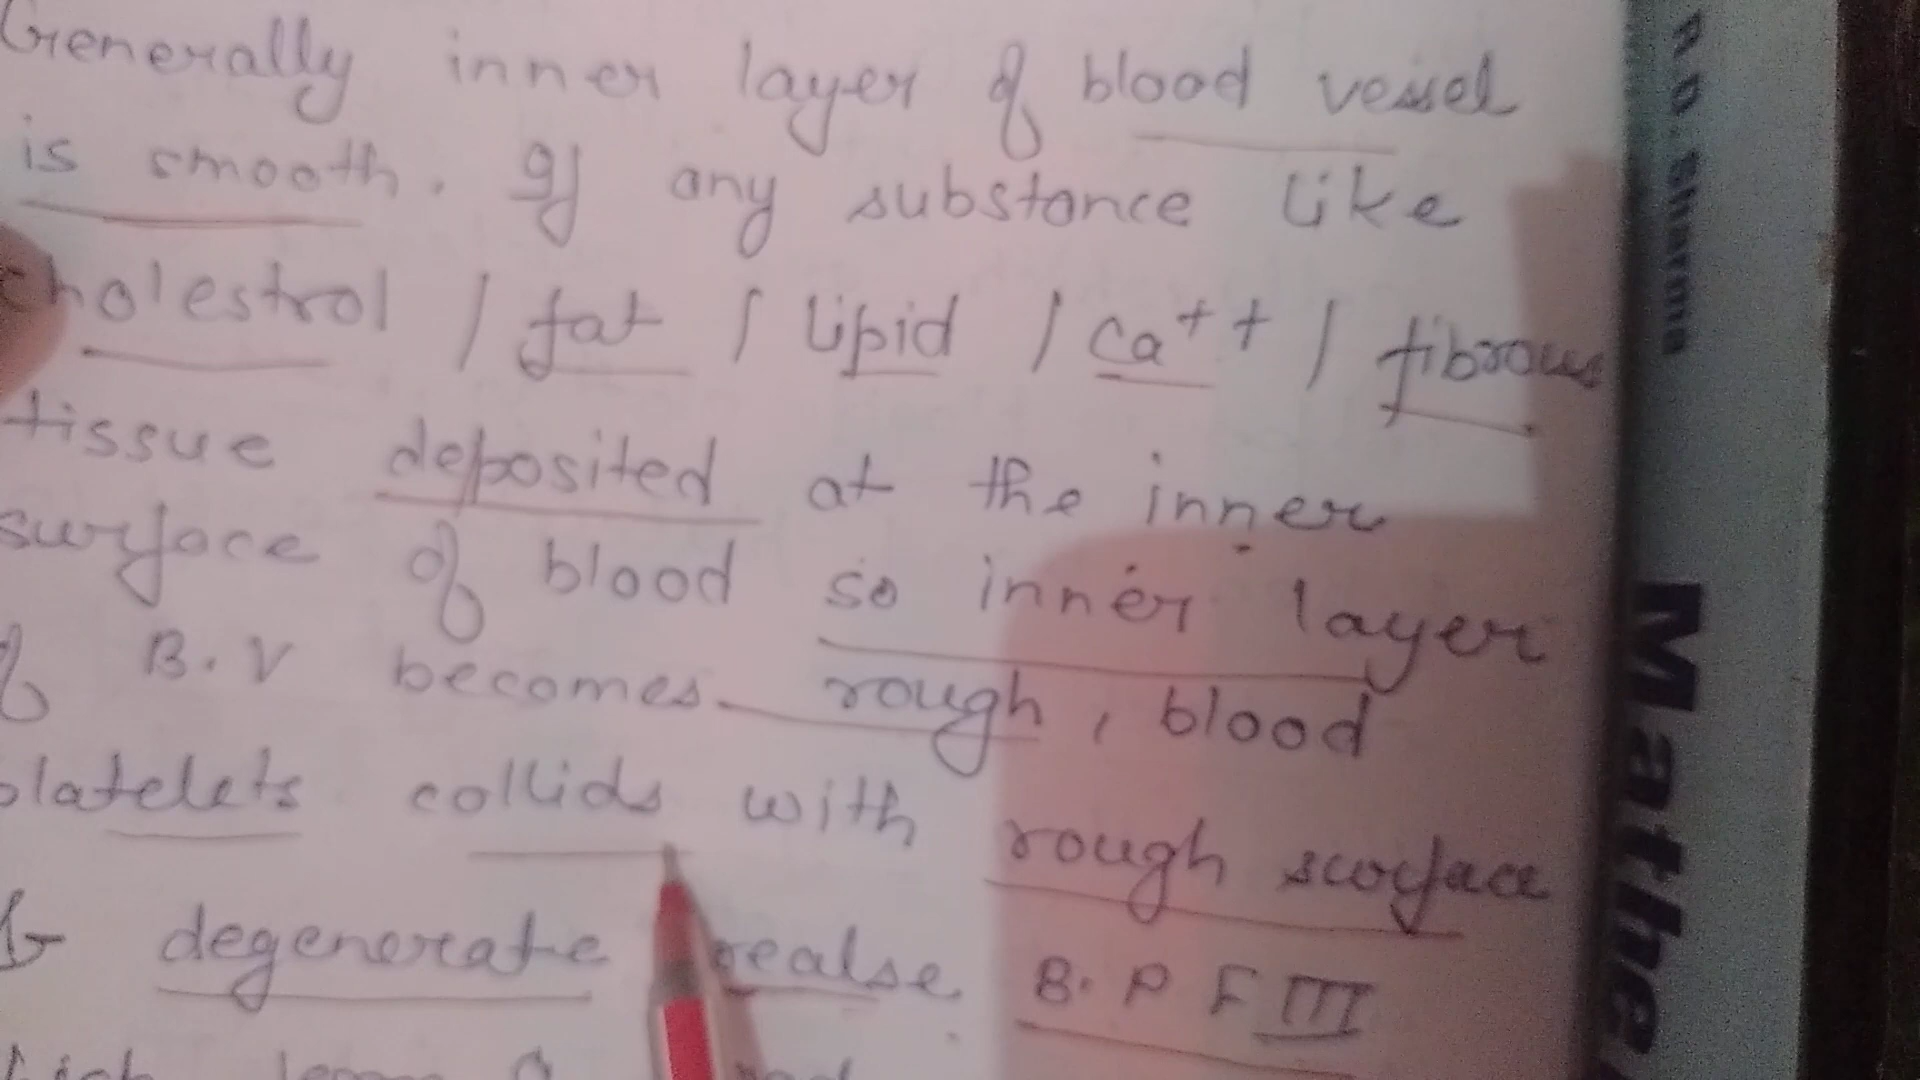 Generally inner layer of blood vessel
is smooth. If any substance like
cholestrol / fat / lipid / Ca++ / fibrous
tissue deposited at the inner
surface of blood so inner layer
of B.V becomes rough, blood
platelets collids with rough surface
& degenerate realse B.P F III
R.D. Sharma
Mathe